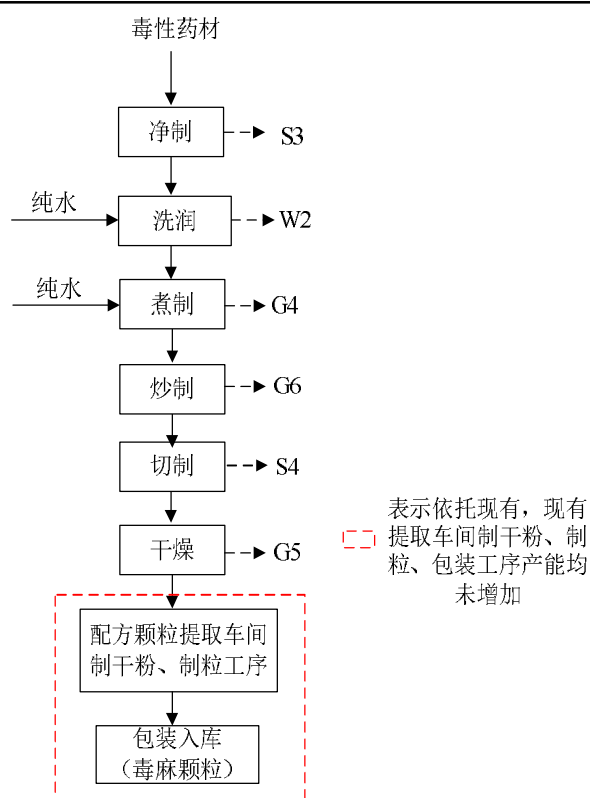 毒性药材
净制
S3
纯水
洗润
W2
纯水
煮制
G4
炒制
G6
切制
S4
干燥
G5
表示依托现有，现有
提取车间制干粉、制
粒、包装工序产能均
未增加
配方颗粒提取车间
制干粉、制粒工序
包装入库
（毒麻颗粒）